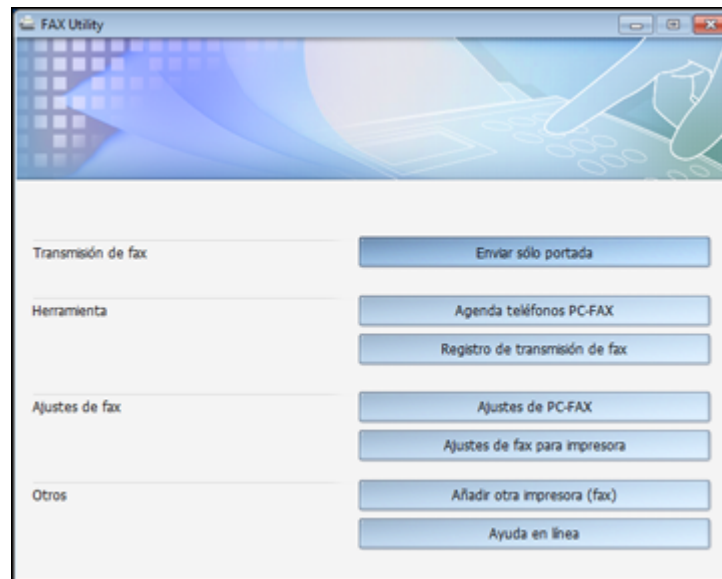 FAX Utility
Transmisión de fax
Enviar sólo portada
Herramienta
Agenda teléfonos PC-FAX
Registro de transmisión de fax
Ajustes de fax
Ajustes de PC-FAX
Ajustes de fax para impresora
Otros
Añadir otra impresora (fax)
Ayuda en línea